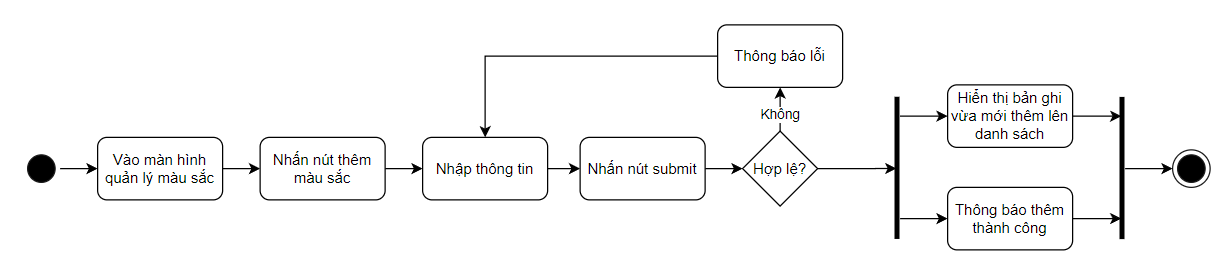 Vào màn hình
quản lý màu sắc
Nhấn nút thêm
màu sắc
Nhập thông tin
Nhấn nút submit
Hợp lệ?
Không
Thông báo lỗi
Hiển thị bản ghi
vừa mới thêm lên
danh sách
Thông báo thêm
thành công